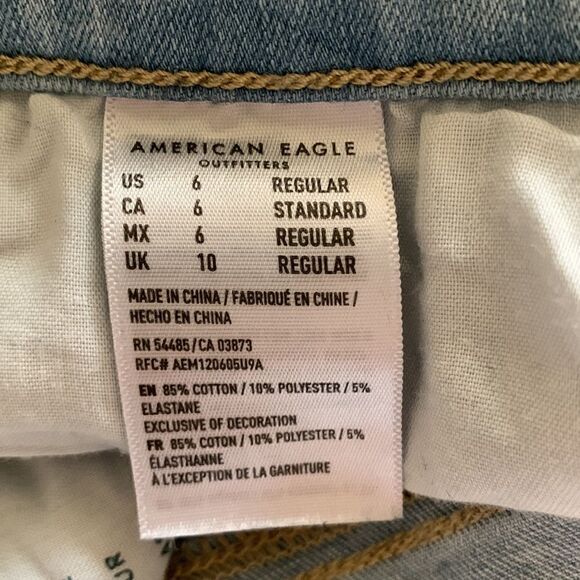 AMERICAN EAGLE
OUTFITTERS
US 6 REGULAR
CA 6 STANDARD
MX 6 REGULAR
UK 10 REGULAR
MADE IN CHINA / FABRIQUÉ EN CHINE /
HECHO EN CHINA
RN 54485 / CA 03873
RFC# AEM120605U9A
EN 85% COTTON / 10% POLYESTER / 5%
ELASTANE
EXCLUSIVE OF DECORATION
FR 85% COTON / 10% POLYESTER / 5%
ÉLASTHANNE
À L'EXCEPTION DE LA GARNITURE